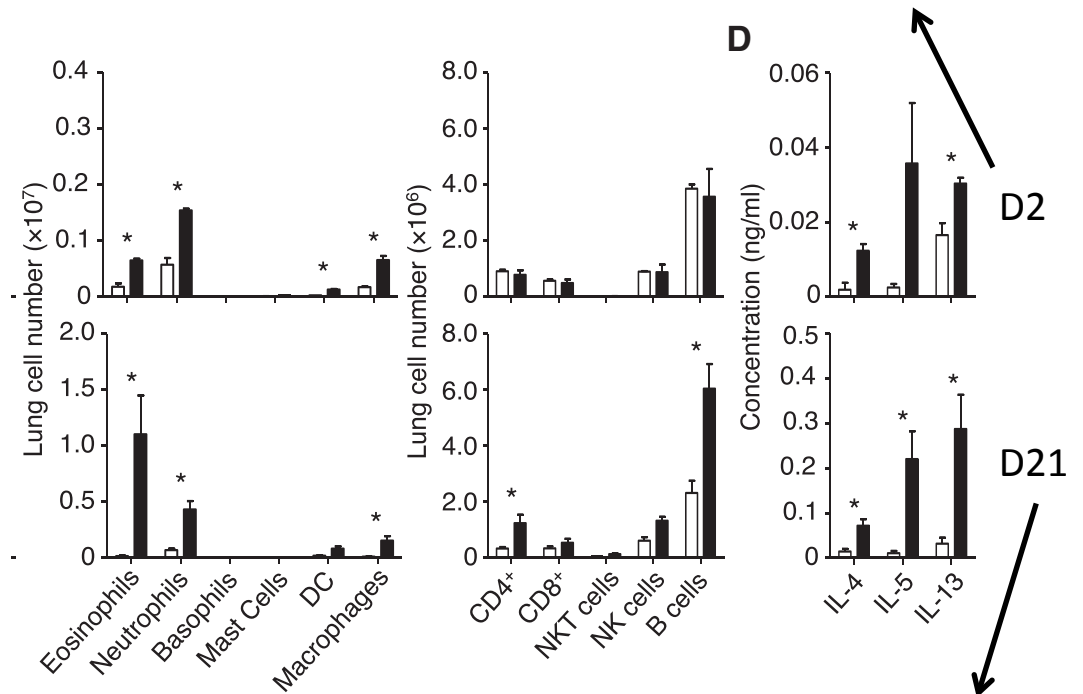 D
0.4
0.3
0.2
0.1
0
Lung cell number (×10⁷)
* * * *
8.0
6.0
4.0
2.0
0
Lung cell number (×10⁶)
0.06
0.04
0.02
0
Concentration (ng/ml)
* *
D2
2.0
1.5
1.0
0.5
0
* * *
Eosinophils
Neutrophils
Basophils
Mast Cells
DC
Macrophages
8.0
6.0
4.0
2.0
0
* *
CD4⁺
CD8⁺
NKT cells
NK cells
B cells
0.5
0.4
0.3
0.2
0.1
0
* * *
IL-4
IL-5
IL-13
D21